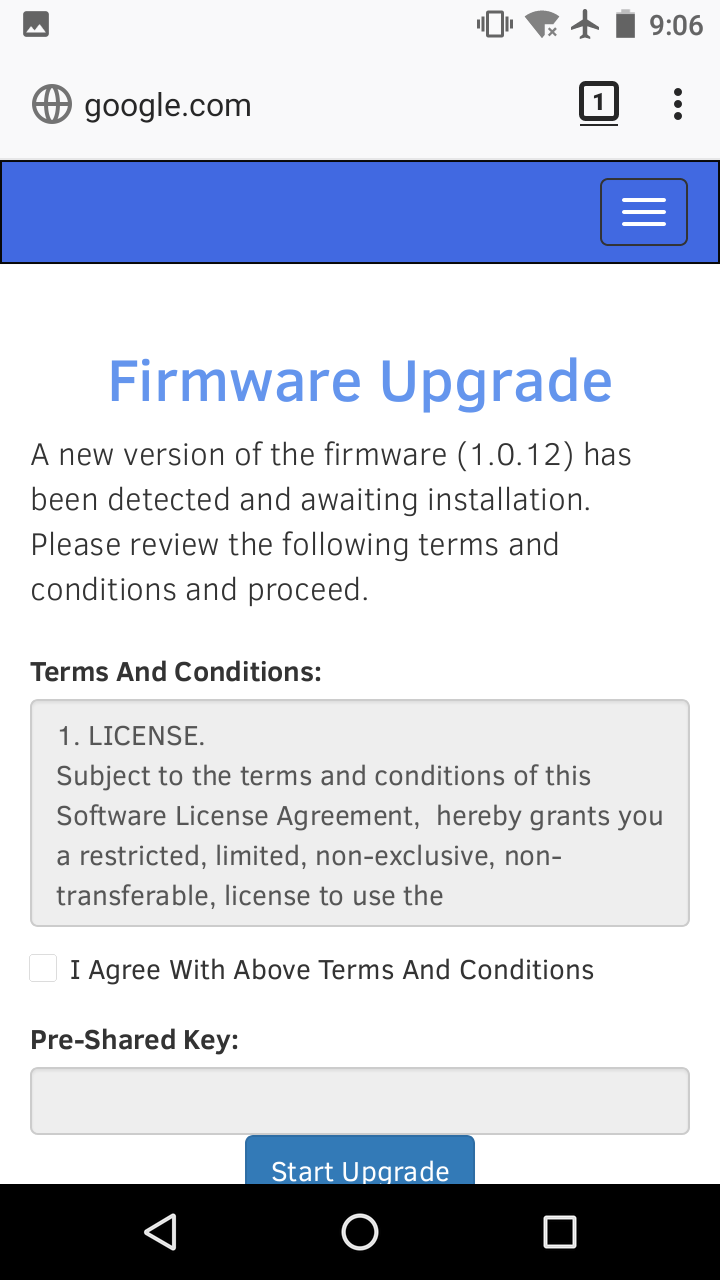 9:06
google.com
1
Firmware Upgrade
A new version of the firmware (1.0.12) has
been detected and awaiting installation.
Please review the following terms and
conditions and proceed.
Terms And Conditions:
1. LICENSE.
Subject to the terms and conditions of this
Software License Agreement,  hereby grants you
a restricted, limited, non-exclusive, non-
transferable, license to use the
I Agree With Above Terms And Conditions
Pre-Shared Key:
Start Upgrade